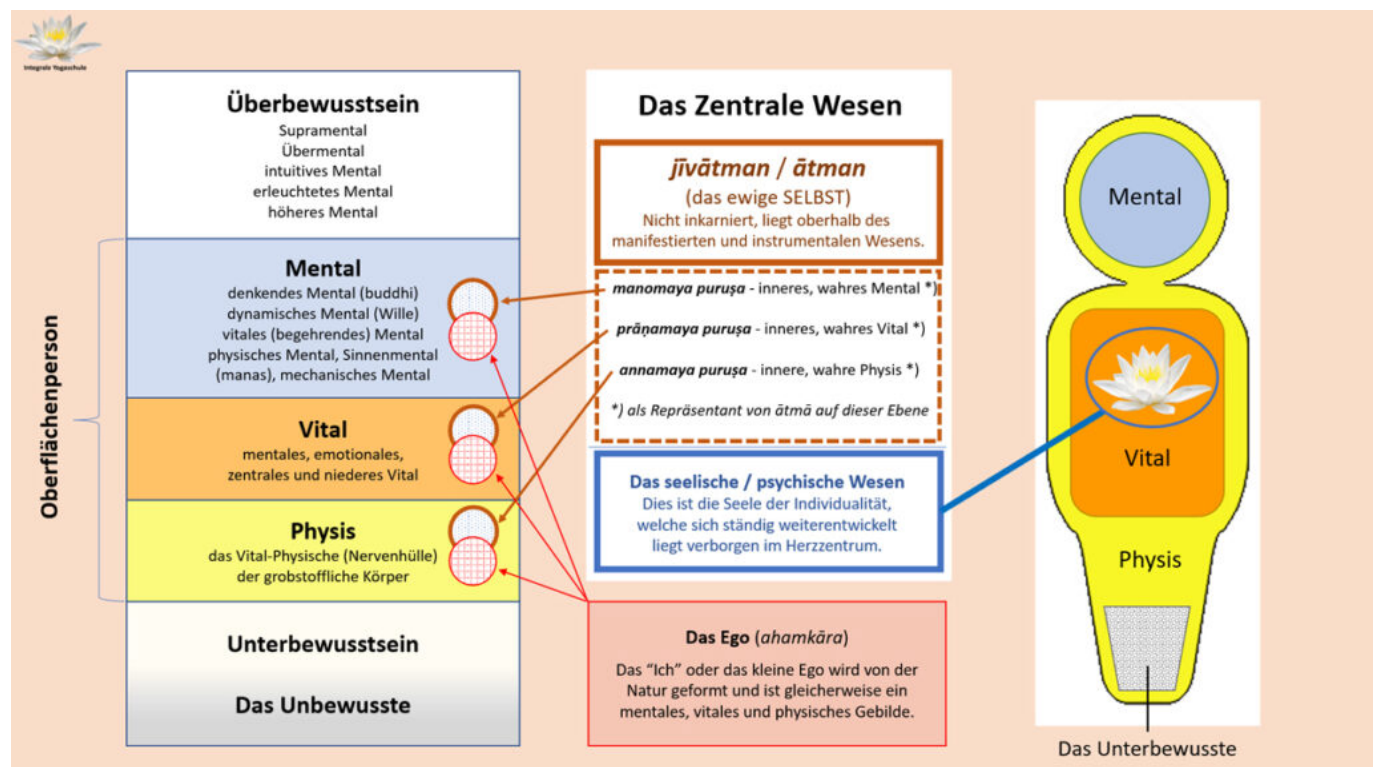 Integrale Yogaschule
Oberflächenperson
Überbewusstsein
Supramental
Übermental
intuitives Mental
erleuchtetes Mental
höheres Mental
Mental
denkendes Mental (buddhi)
dynamisches Mental (Wille)
vitales (begehrendes) Mental
physisches Mental, Sinnenmental
(manas), mechanisches Mental
Vital
mentales, emotionales,
zentrales und niederes Vital
Physis
das Vital-Physische (Nervenhülle)
der grobstoffliche Körper
Unterbewusstsein
Das Unbewusste
Das Zentrale Wesen
jīvātman / ātman
(das ewige SELBST)
Nicht inkarniert, liegt oberhalb des
manifestierten und instrumentalen Wesens.
manomaya puruṣa - inneres, wahres Mental *)
prāṇamaya puruṣa - inneres, wahres Vital *)
annamaya puruṣa - innere, wahre Physis *)
*) als Repräsentant von ātmā auf dieser Ebene
Das seelische / psychische Wesen
Dies ist die Seele der Individualität,
welche sich ständig weiterentwickelt
liegt verborgen im Herzzentrum.
Das Ego (ahamkāra)
Das “Ich” oder das kleine Ego wird von der
Natur geformt und ist gleicherweise ein
mentales, vitales und physisches Gebilde.
Mental
Vital
Physis
Das Unterbewusste